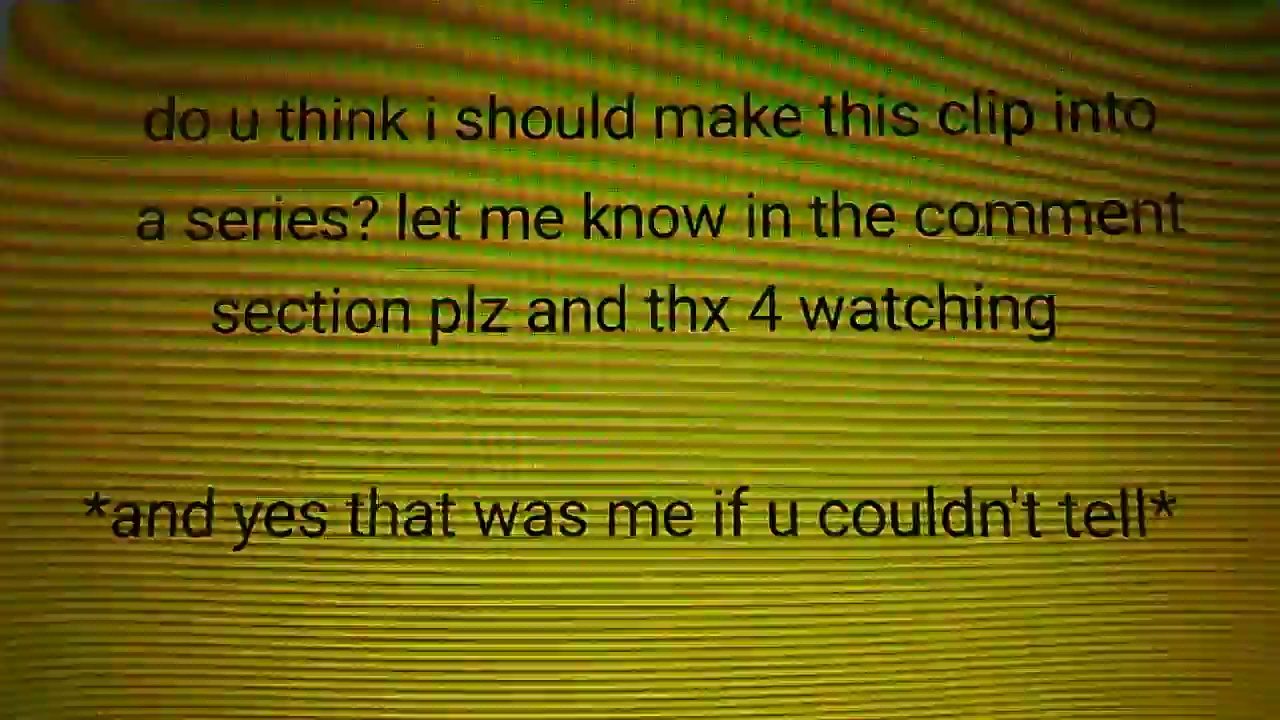 do u think i should make this clip into
a series? let me know in the comment
section plz and thx 4 watching
*and yes that was me if u couldn't tell*